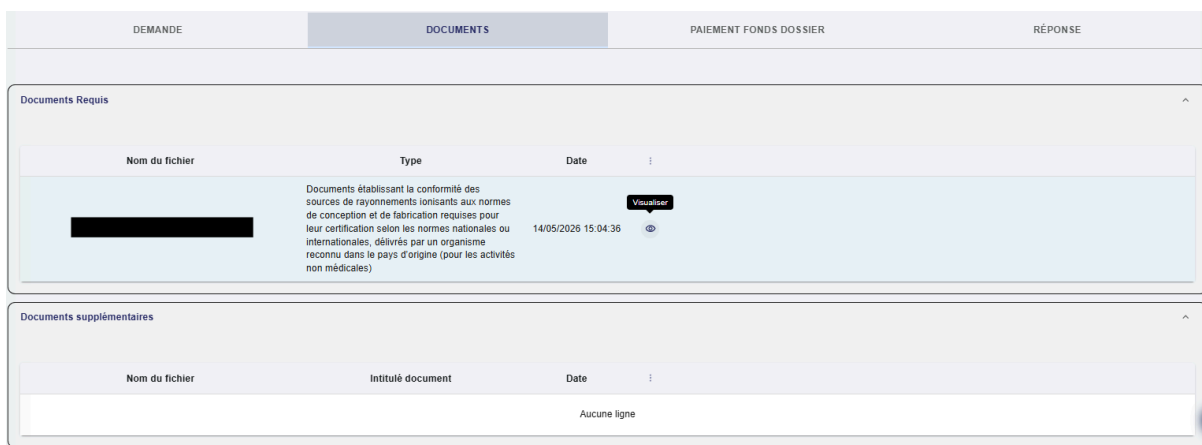 DEMANDE
DOCUMENTS
PAIEMENT FONDS DOSSIER
RÉPONSE
Documents Requis
Nom du fichier
Type
Date
Documents établissant la conformité des
sources de rayonnements ionisants aux normes
de conception et de fabrication requises pour
leur certification selon les normes nationales ou
internationales, délivrés par un organisme
reconnu dans le pays d'origine (pour les activités
non médicales)
14/05/2026 15:04:36
Visualiser
Documents supplémentaires
Nom du fichier
Intitulé document
Date
Aucune ligne